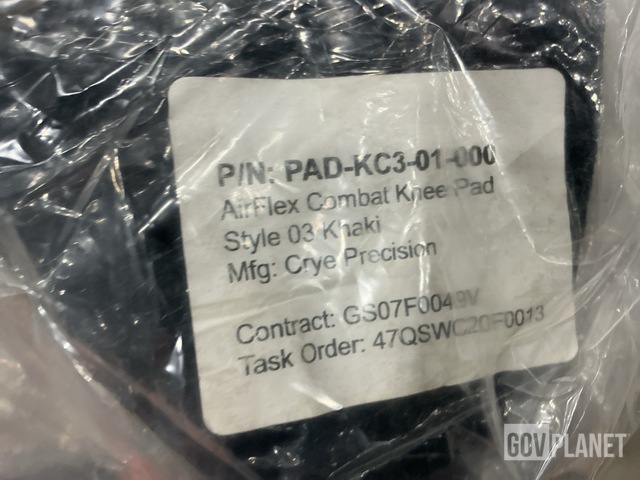 P/N: PAD-KC3-01-000
AirFlex Combat Knee Pad
Style 03 Khaki
Mfg: Crye Precision
Contract: GS07F0049V
Task Order: 47QSWC20F0013
GOVPLANET